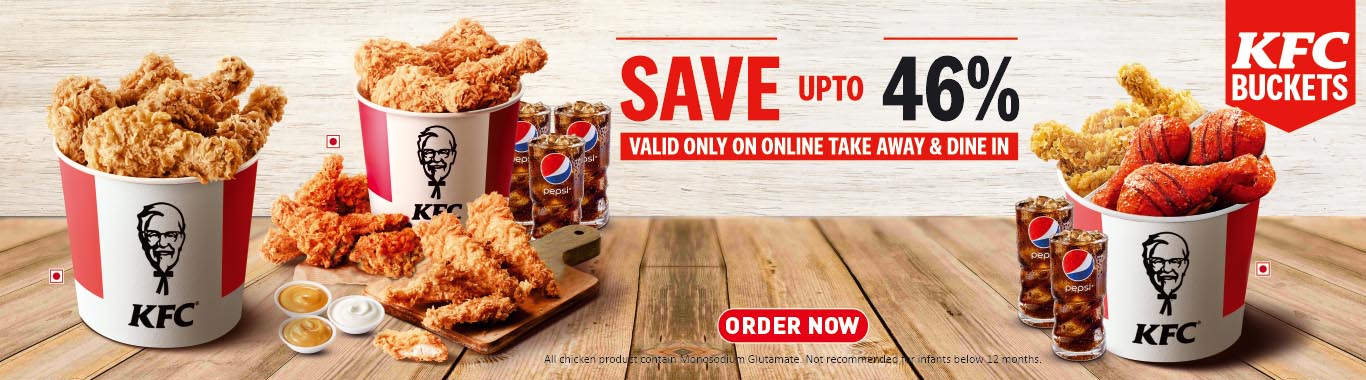 SAVE UPTO 46%
VALID ONLY ON ONLINE TAKE AWAY & DINE IN
KFC
BUCKETS
KFC
KFC
pepsi
pepsi
pepsi
pepsi
KFC
ORDER NOW
All chicken product contain Monosodium Glutamate. Not recommended for infants below 12 months.